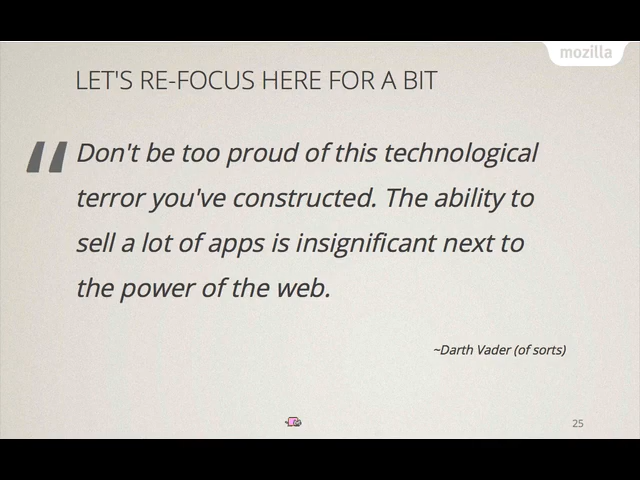 mozilla
LET'S RE-FOCUS HERE FOR A BIT
“
Don't be too proud of this technological
terror you've constructed. The ability to
sell a lot of apps is insignificant next to
the power of the web.
~Darth Vader (of sorts)
25